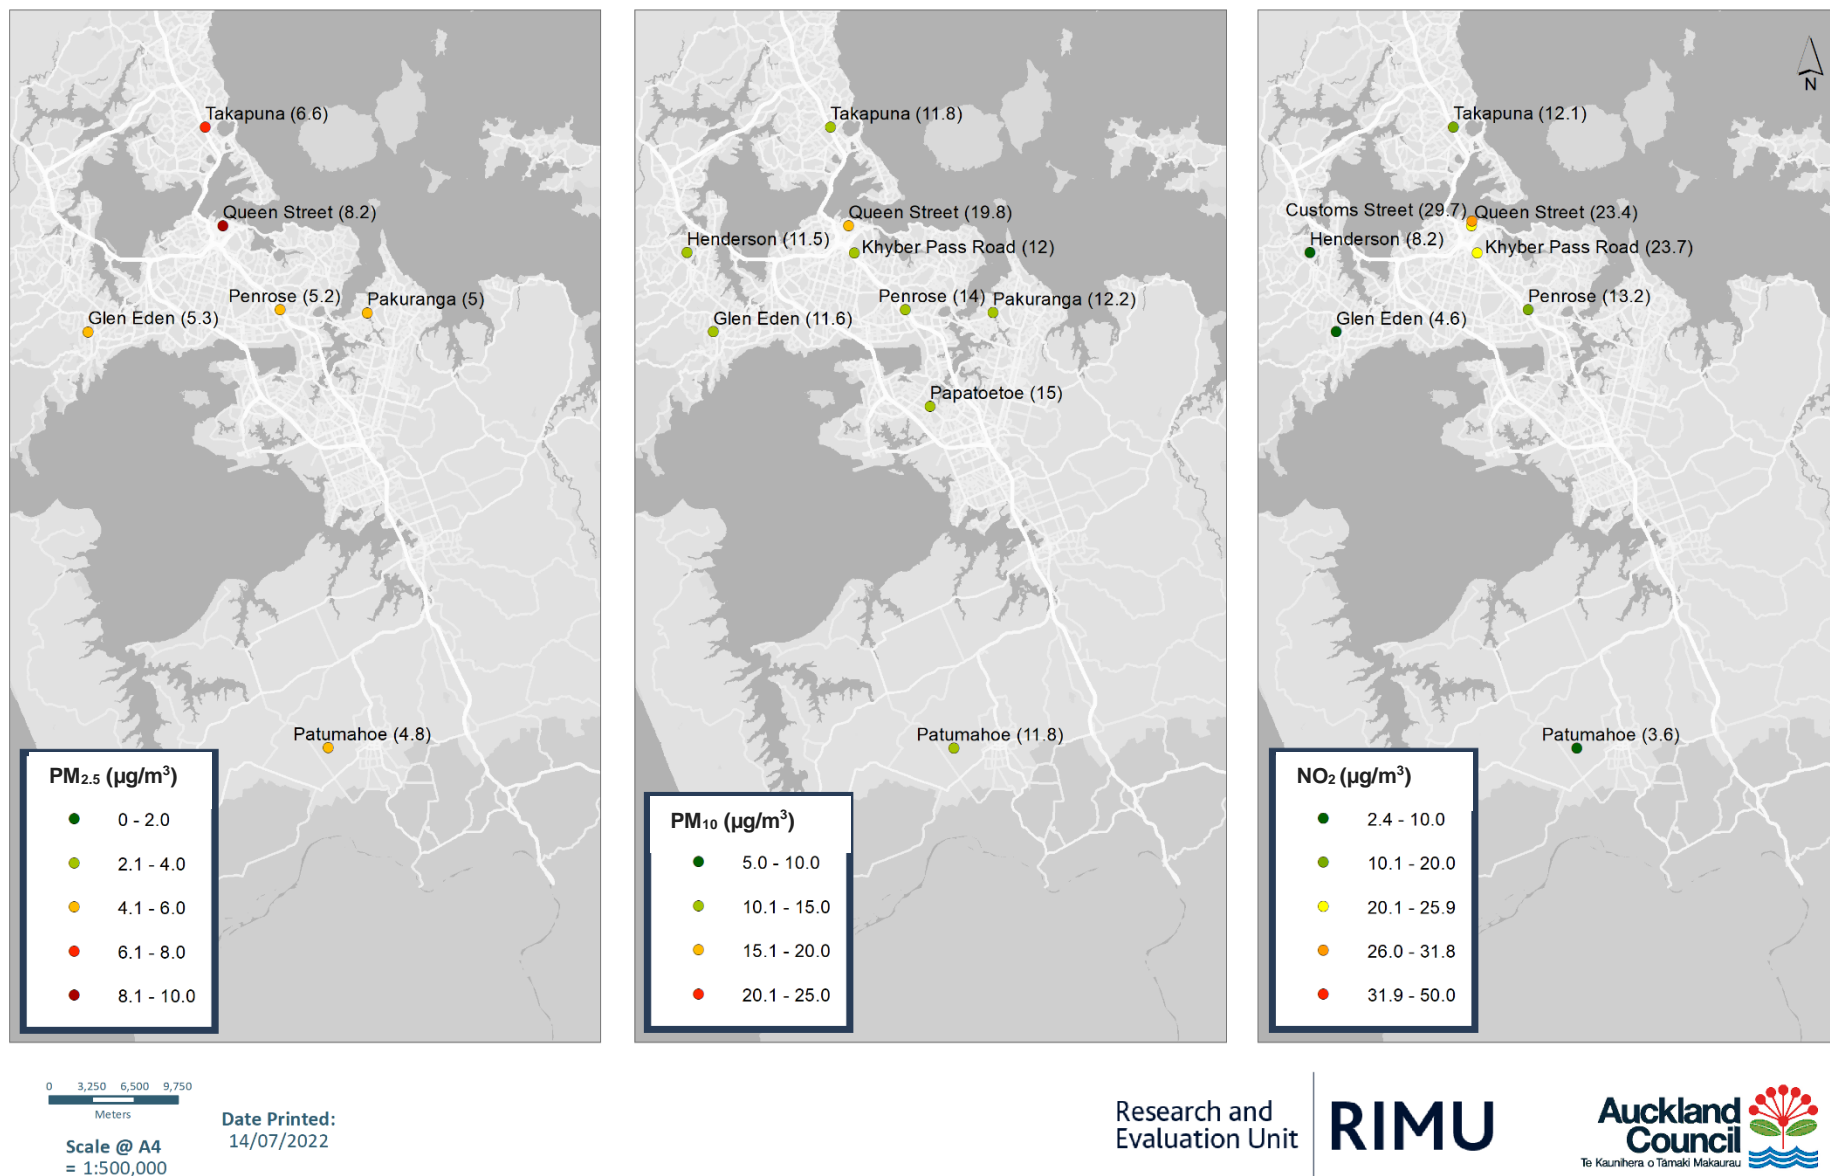 Takapuna (6.6)
Queen Street (8.2)
Penrose (5.2)
Pakuranga (5)
Glen Eden (5.3)
Patumahoe (4.8)
PM2.5 (µg/m³)
0 - 2.0
2.1 - 4.0
4.1 - 6.0
6.1 - 8.0
8.1 - 10.0
Takapuna (11.8)
Queen Street (19.8)
Henderson (11.5)
Khyber Pass Road (12)
Penrose (14)
Pakuranga (12.2)
Glen Eden (11.6)
Papatoetoe (15)
Patumahoe (11.8)
PM10 (µg/m³)
5.0 - 10.0
10.1 - 15.0
15.1 - 20.0
20.1 - 25.0
N
Takapuna (12.1)
Customs Street (29.7)
Queen Street (23.4)
Henderson (8.2)
Khyber Pass Road (23.7)
Penrose (13.2)
Glen Eden (4.6)
Patumahoe (3.6)
NO2 (µg/m³)
2.4 - 10.0
10.1 - 20.0
20.1 - 25.9
26.0 - 31.8
31.9 - 50.0
0 3,250 6,500 9,750
Meters
Scale @ A4
= 1:500,000
Date Printed:
14/07/2022
Research and
Evaluation Unit
RIMU
Auckland
Council
Te Kaunihera o Tāmaki Makaurau